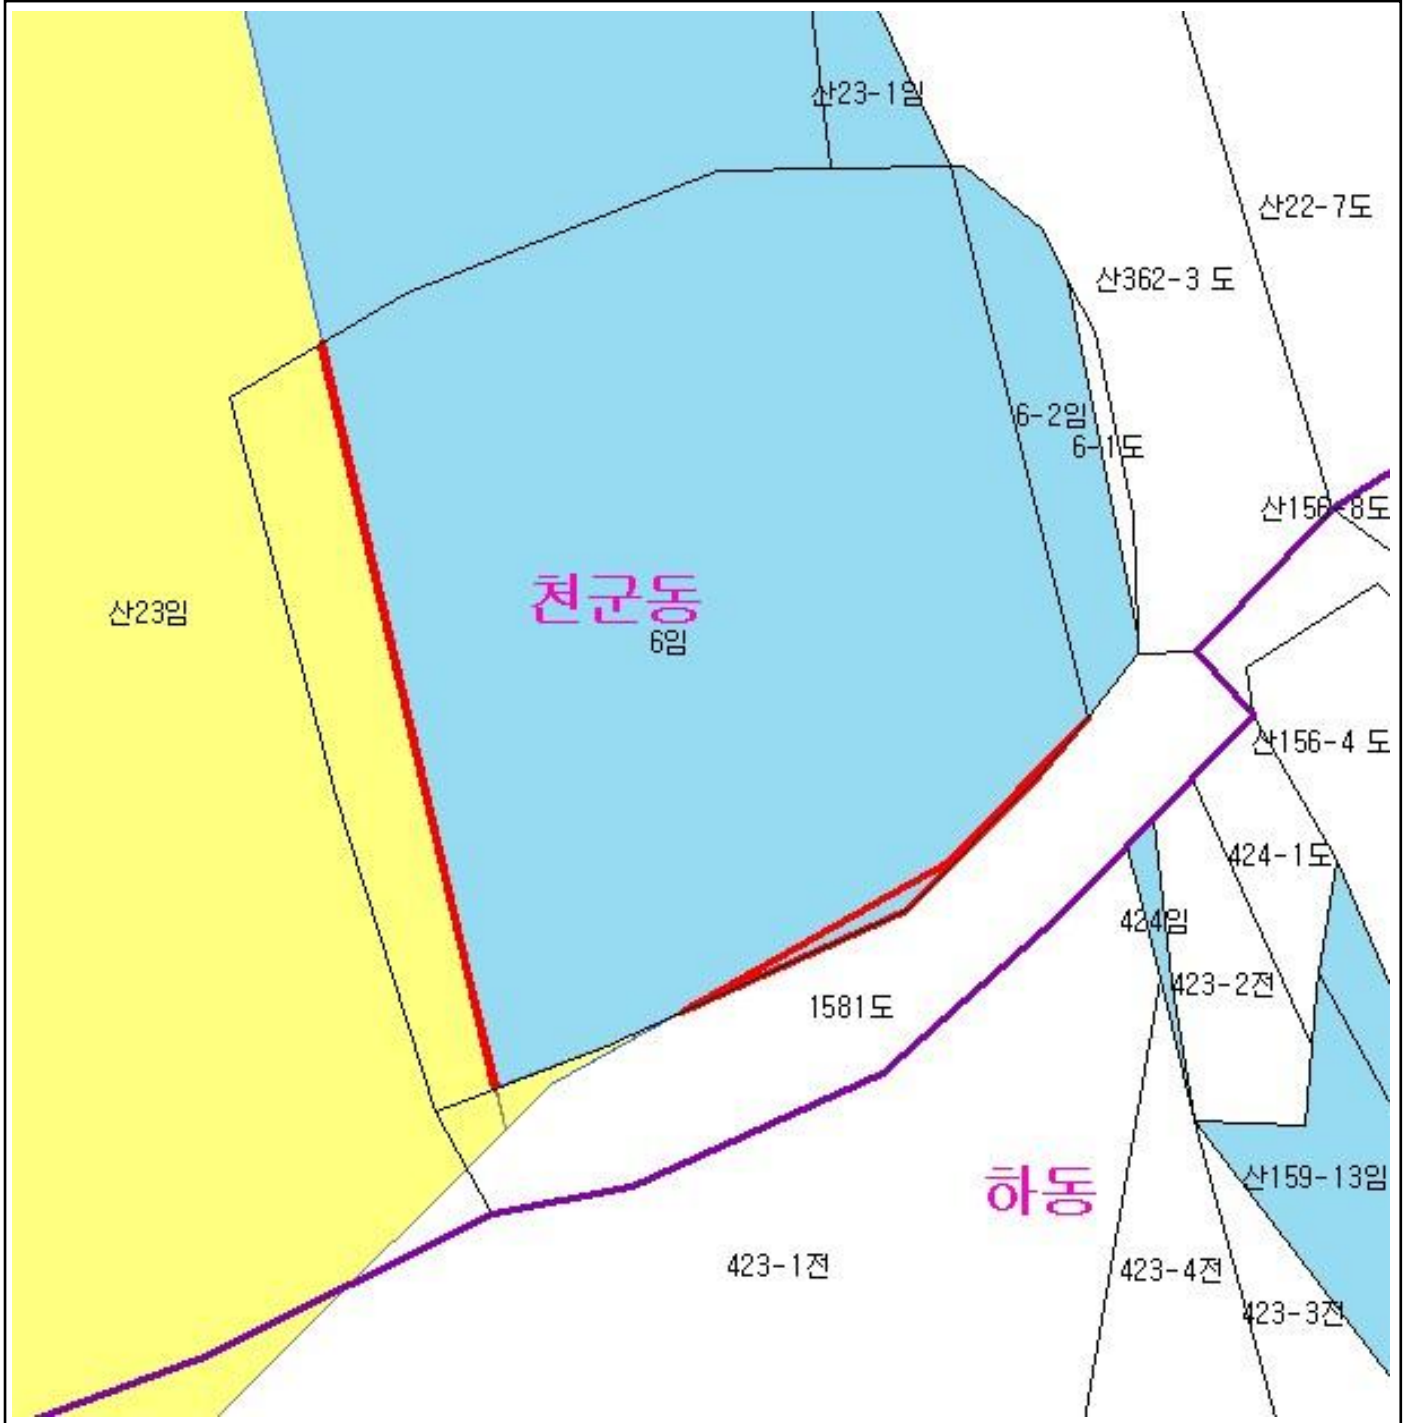 산23-1임
산22-7도
산362-3 도
6-2임
6-1도
산156-8도
천군동
산23임
6임
산156-4 도
424-1도
424임
423-2전
1581도
산159-13임
하동
423-1전
423-4전
423-3전